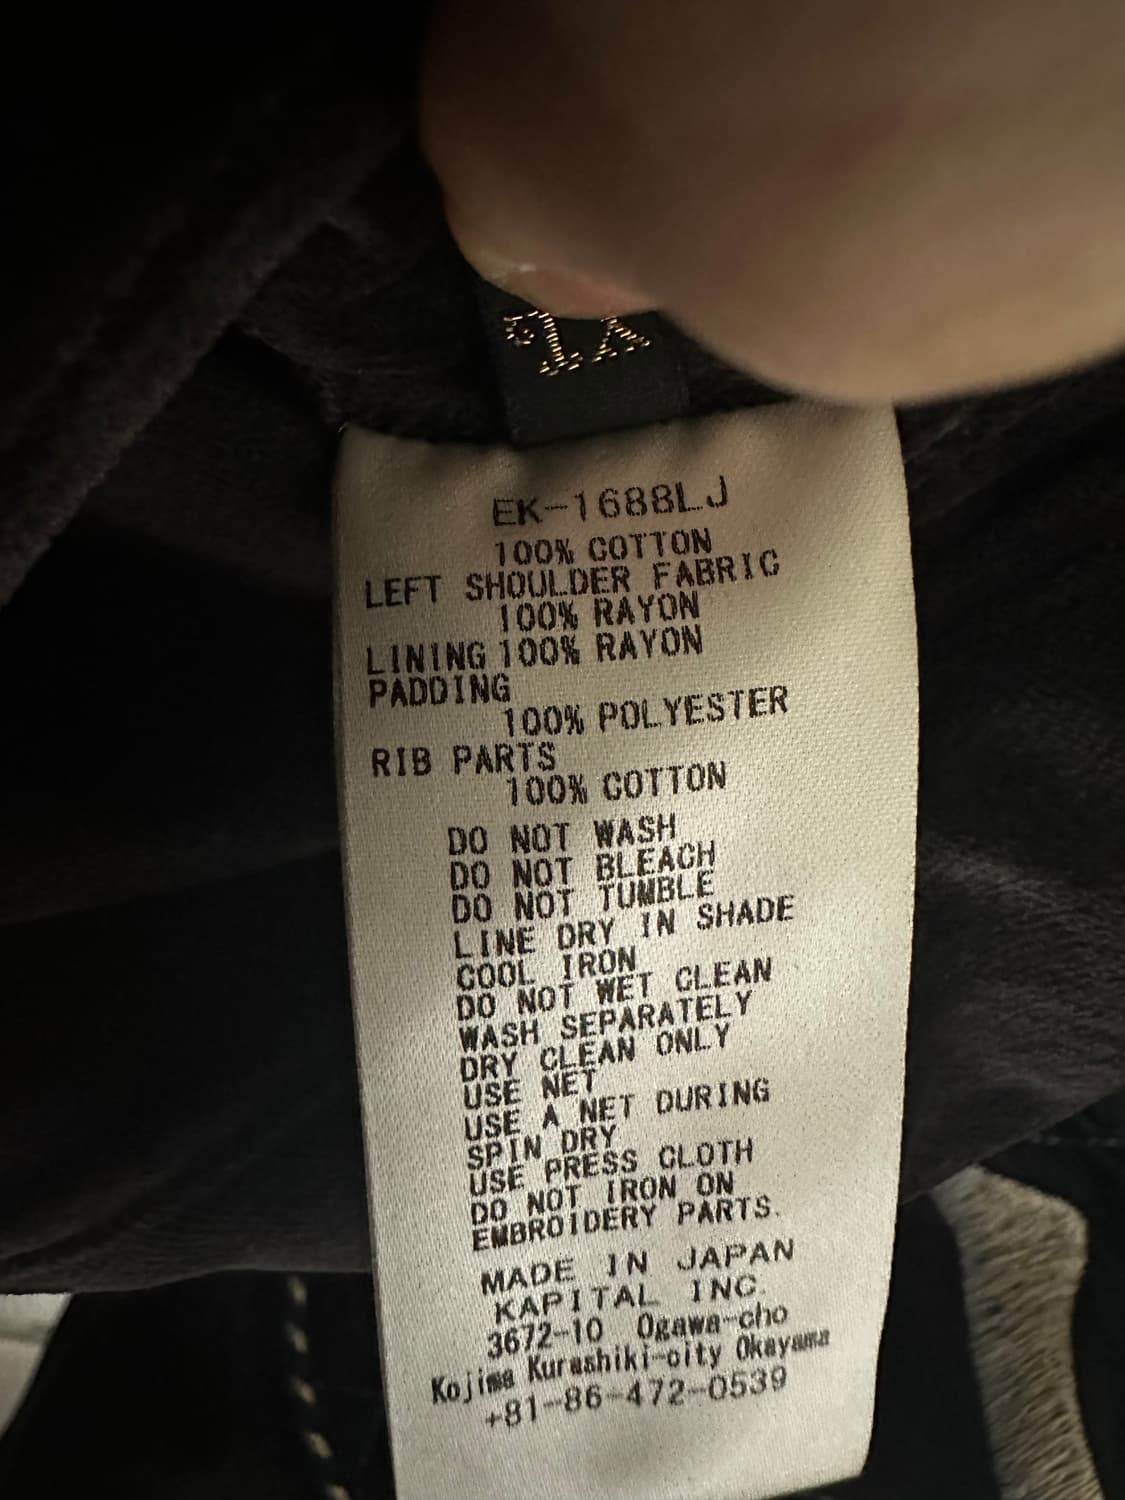 EK-1688LJ
100% COTTON
LEFT SHOULDER FABRIC
100% RAYON
LINING 100% RAYON
PADDING
100% POLYESTER
RIB PARTS
100% COTTON
DO NOT WASH
DO NOT BLEACH
DO NOT TUMBLE
LINE DRY IN SHADE
COOL IRON
DO NOT WET CLEAN
WASH SEPARATELY
DRY CLEAN ONLY
USE NET
USE A NET DURING
SPIN DRY
USE PRESS CLOTH
DO NOT IRON ON
EMBROIDERY PARTS.
MADE IN JAPAN
KAPITAL INC.
3672-10 Ogawa-cho
Kojima Kurashiki-city Okayama
+81-86-472-0539